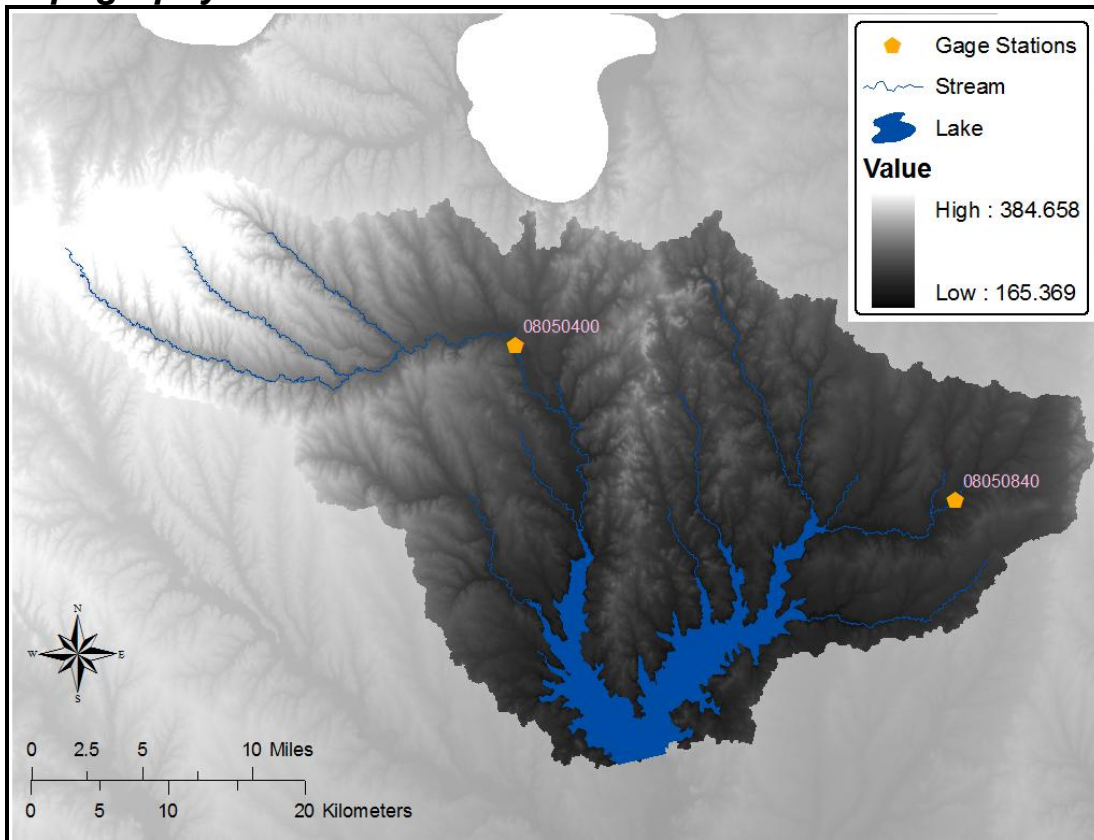 Gage Stations
Stream
Lake
Value
High : 384.658
Low : 165.369
08050400
08050840
N
W E
S
0 2.5 5 10 Miles
0 5 10 20 Kilometers